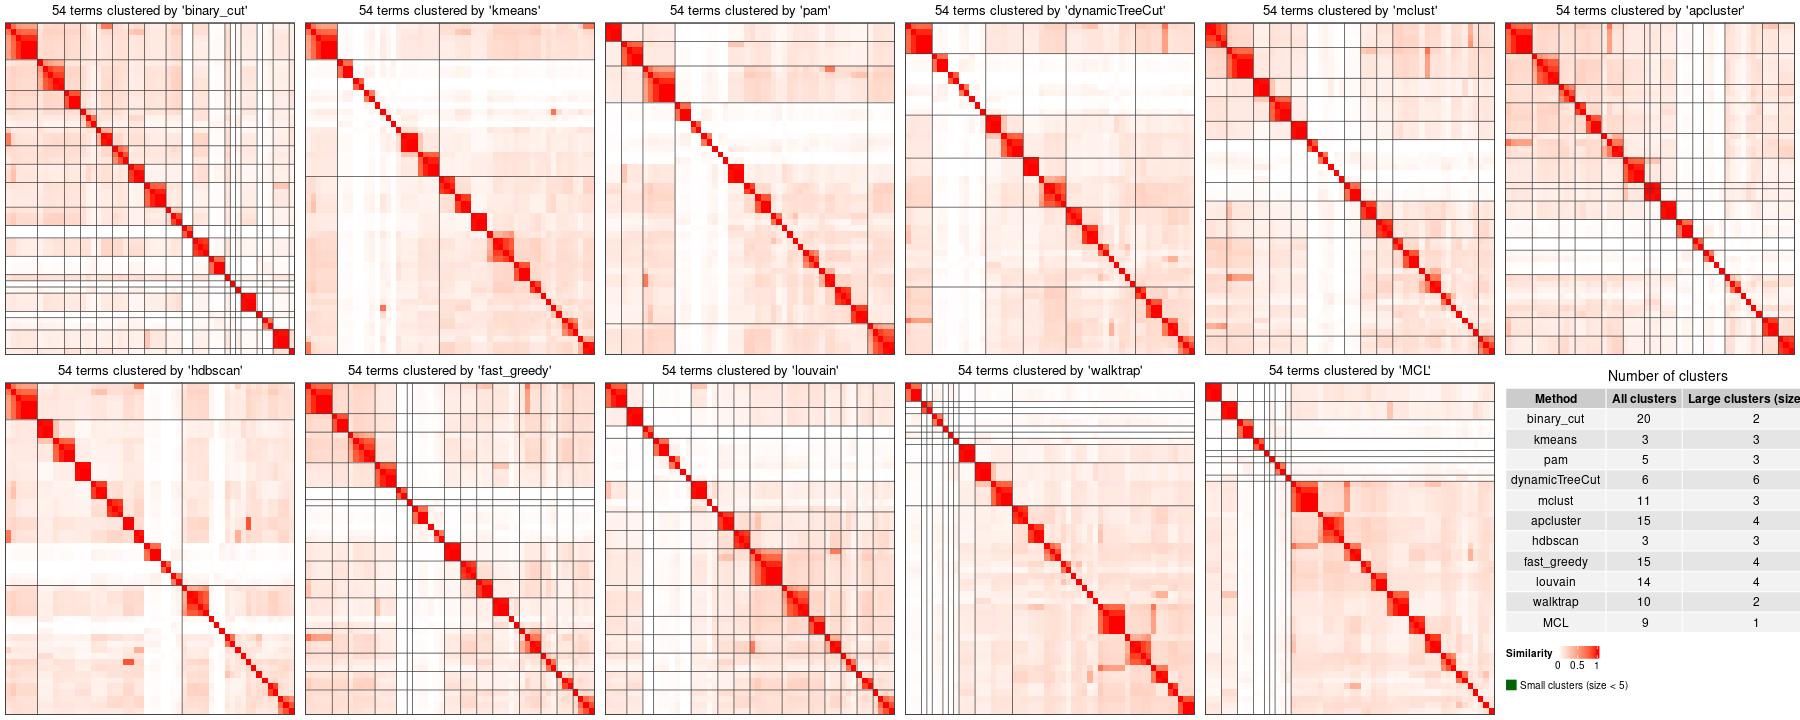 54 terms clustered by 'binary_cut'
54 terms clustered by 'kmeans'
54 terms clustered by 'pam'
54 terms clustered by 'dynamicTreeCut'
54 terms clustered by 'mclust'
54 terms clustered by 'apcluster'
54 terms clustered by 'hdbscan'
54 terms clustered by 'fast_greedy'
54 terms clustered by 'louvain'
54 terms clustered by 'walktrap'
54 terms clustered by 'MCL'
Number of clusters
Method All clusters Large clusters (size
binary_cut 20 2
kmeans 3 3
pam 5 3
dynamicTreeCut 6 6
mclust 11 3
apcluster 15 4
hdbscan 3 3
fast_greedy 15 4
louvain 14 4
walktrap 10 2
MCL 9 1
Similarity
0 0.5 1
Small clusters (size < 5)